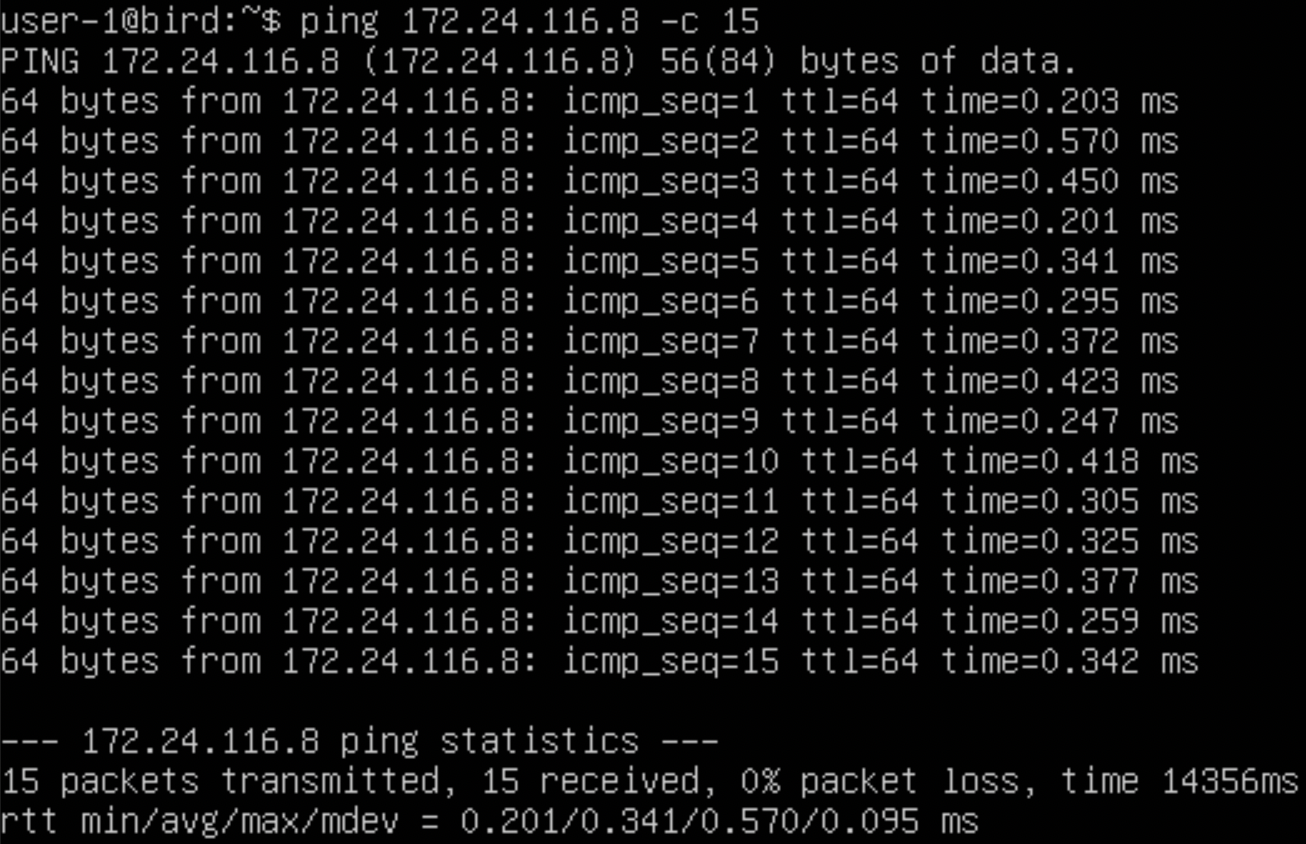 user-1@bird:~$ ping 172.24.116.8 -c 15
PING 172.24.116.8 (172.24.116.8) 56(84) bytes of data.
64 bytes from 172.24.116.8: icmp_seq=1 ttl=64 time=0.203 ms
64 bytes from 172.24.116.8: icmp_seq=2 ttl=64 time=0.570 ms
64 bytes from 172.24.116.8: icmp_seq=3 ttl=64 time=0.450 ms
64 bytes from 172.24.116.8: icmp_seq=4 ttl=64 time=0.201 ms
64 bytes from 172.24.116.8: icmp_seq=5 ttl=64 time=0.341 ms
64 bytes from 172.24.116.8: icmp_seq=6 ttl=64 time=0.295 ms
64 bytes from 172.24.116.8: icmp_seq=7 ttl=64 time=0.372 ms
64 bytes from 172.24.116.8: icmp_seq=8 ttl=64 time=0.423 ms
64 bytes from 172.24.116.8: icmp_seq=9 ttl=64 time=0.247 ms
64 bytes from 172.24.116.8: icmp_seq=10 ttl=64 time=0.418 ms
64 bytes from 172.24.116.8: icmp_seq=11 ttl=64 time=0.305 ms
64 bytes from 172.24.116.8: icmp_seq=12 ttl=64 time=0.325 ms
64 bytes from 172.24.116.8: icmp_seq=13 ttl=64 time=0.377 ms
64 bytes from 172.24.116.8: icmp_seq=14 ttl=64 time=0.259 ms
64 bytes from 172.24.116.8: icmp_seq=15 ttl=64 time=0.342 ms
--- 172.24.116.8 ping statistics ---
15 packets transmitted, 15 received, 0% packet loss, time 14356ms
rtt min/avg/max/mdev = 0.201/0.341/0.570/0.095 ms